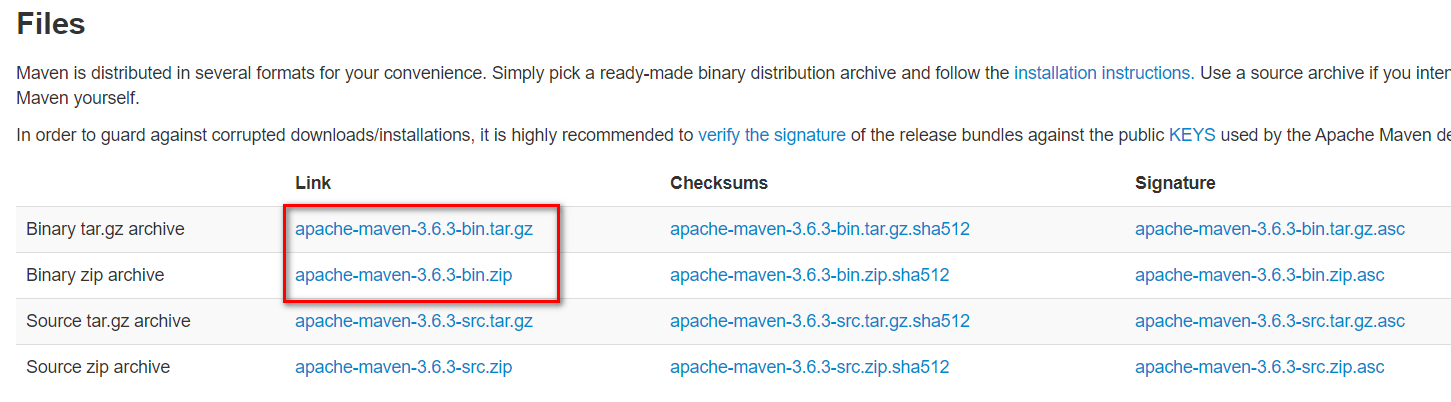 Files
Maven is distributed in several formats for your convenience. Simply pick a ready-made binary distribution archive and follow the installation instructions. Use a source archive if you inten
Maven yourself.
In order to guard against corrupted downloads/installations, it is highly recommended to verify the signature of the release bundles against the public KEYS used by the Apache Maven de
Link Checksums Signature
Binary tar.gz archive apache-maven-3.6.3-bin.tar.gz apache-maven-3.6.3-bin.tar.gz.sha512 apache-maven-3.6.3-bin.tar.gz.asc
Binary zip archive apache-maven-3.6.3-bin.zip apache-maven-3.6.3-bin.zip.sha512 apache-maven-3.6.3-bin.zip.asc
Source tar.gz archive apache-maven-3.6.3-src.tar.gz apache-maven-3.6.3-src.tar.gz.sha512 apache-maven-3.6.3-src.tar.gz.asc
Source zip archive apache-maven-3.6.3-src.zip apache-maven-3.6.3-src.zip.sha512 apache-maven-3.6.3-src.zip.asc